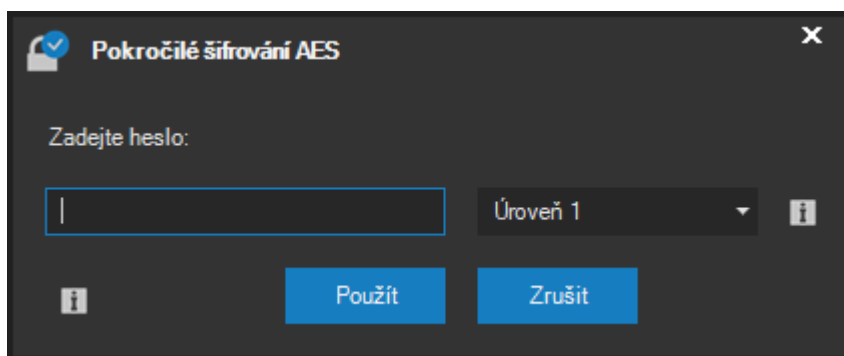 Pokročilé šifrování AES
Zadejte heslo:
Úroveň 1
Použít Zrušit